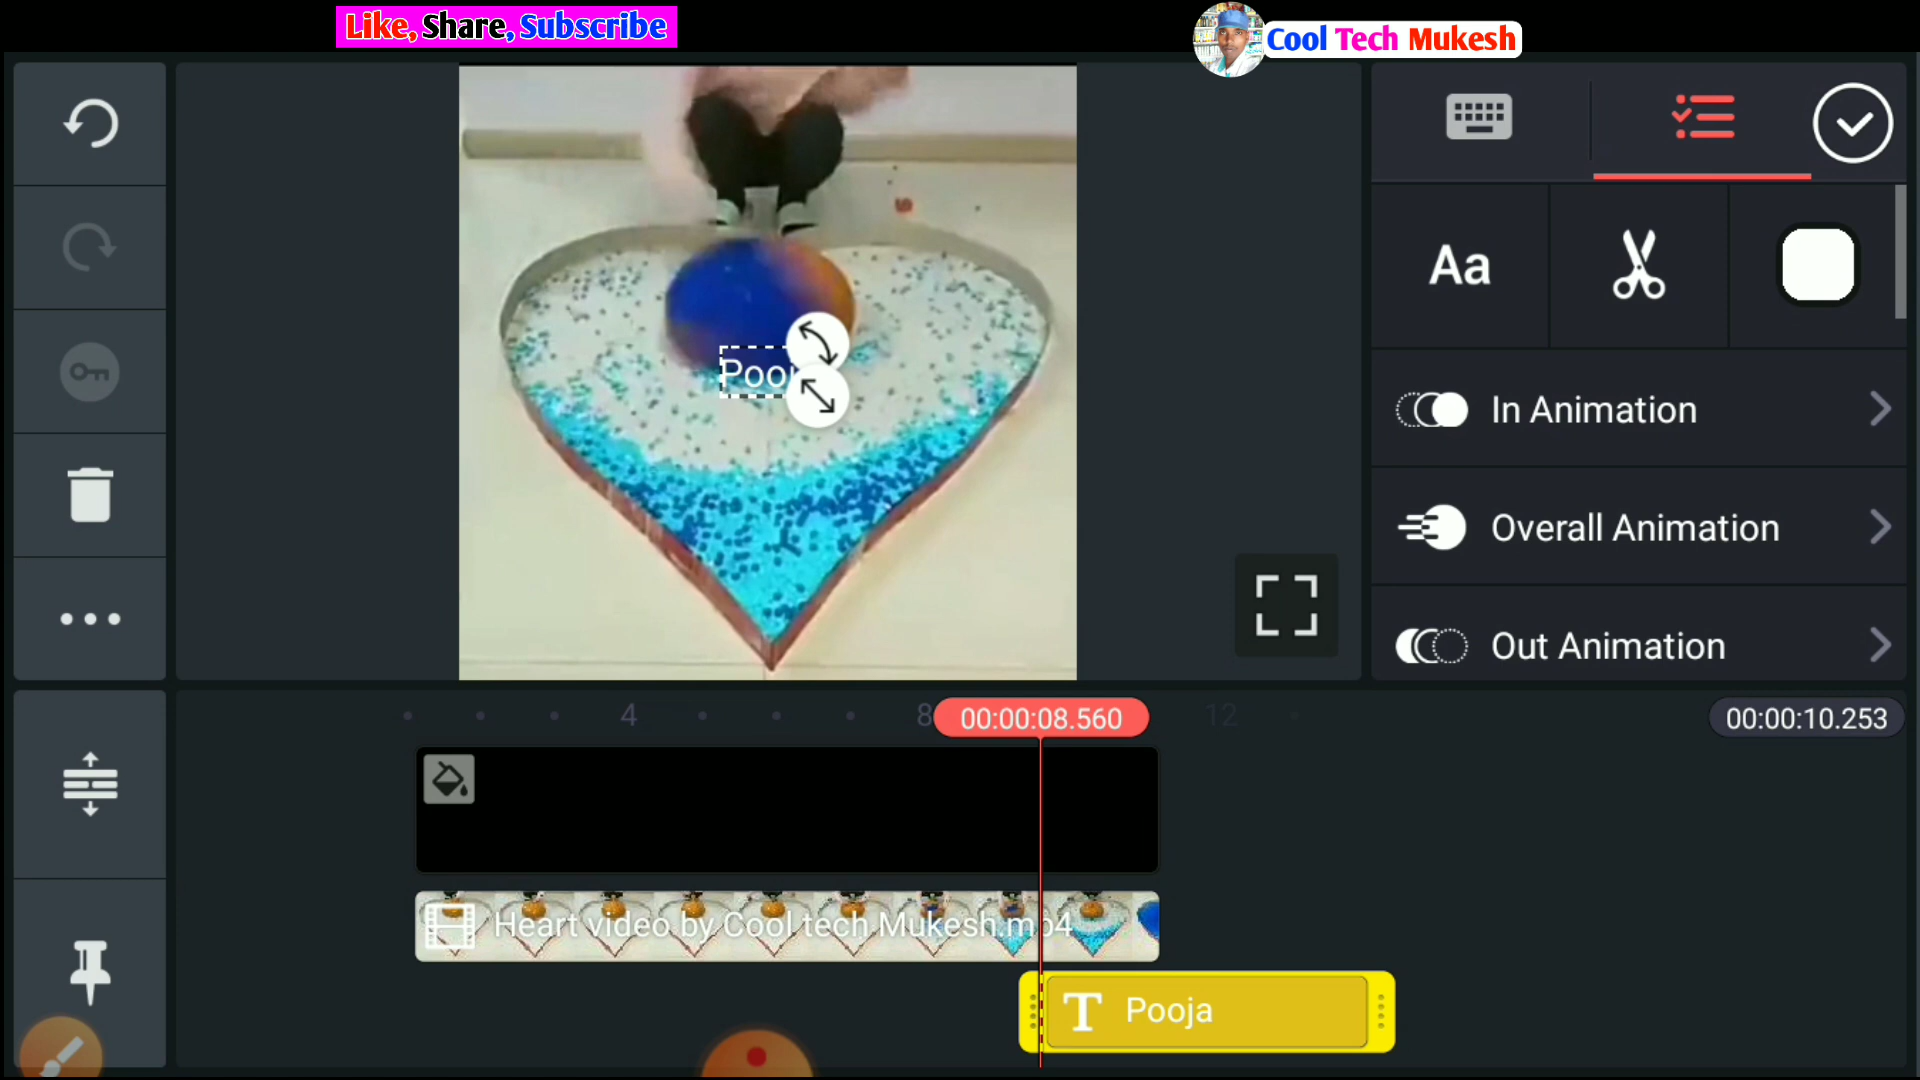 Like, Share, Subscribe
Cool Tech Mukesh
Aa
Pooj
In Animation
Overall Animation
Out Animation
4
8
00:00:08.560
12
00:00:10.253
Heart video by Cool tech Mukesh.mp4
T Pooja